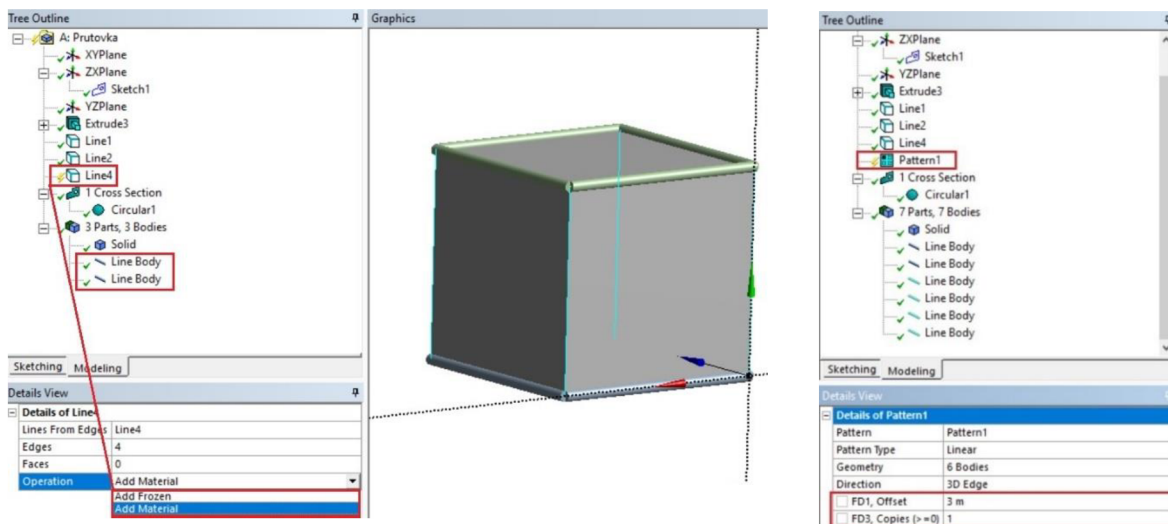 Tree Outline
A: Prutovka
XYPlane
ZXPlane
Sketch1
YZPlane
Extrude3
Line1
Line2
Line4
1 Cross Section
Circular1
3 Parts, 3 Bodies
Solid
Line Body
Line Body
Sketching Modeling
Details View
Details of Line4
Lines From Edges Line4
Edges 4
Faces 0
Operation Add Material
Add Frozen
Add Material
Graphics
Tree Outline
ZXPlane
Sketch1
YZPlane
Extrude3
Line1
Line2
Line4
Pattern1
1 Cross Section
Circular1
7 Parts, 7 Bodies
Solid
Line Body
Line Body
Line Body
Line Body
Line Body
Line Body
Sketching Modeling
Details View
Details of Pattern1
Pattern Pattern1
Pattern Type Linear
Geometry 6 Bodies
Direction 3D Edge
FD1, Offset 3 m
FD3, Copies (>=0) 1